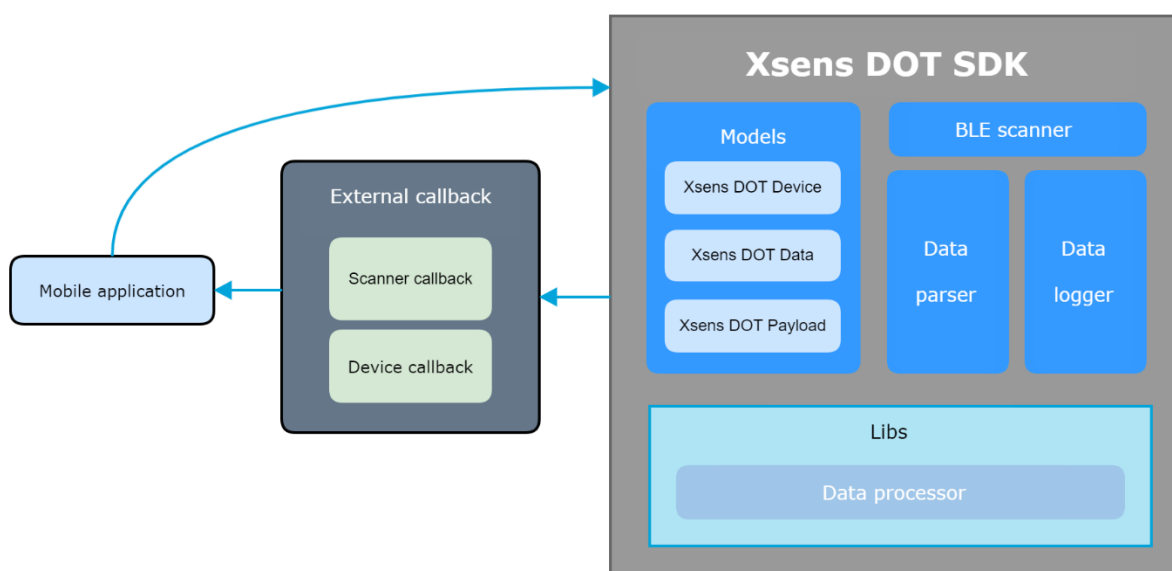 Xsens DOT SDK
Models
Xsens DOT Device
Xsens DOT Data
Xsens DOT Payload
BLE scanner
Data
parser
Data
logger
Libs
Data processor
External callback
Scanner callback
Device callback
Mobile application